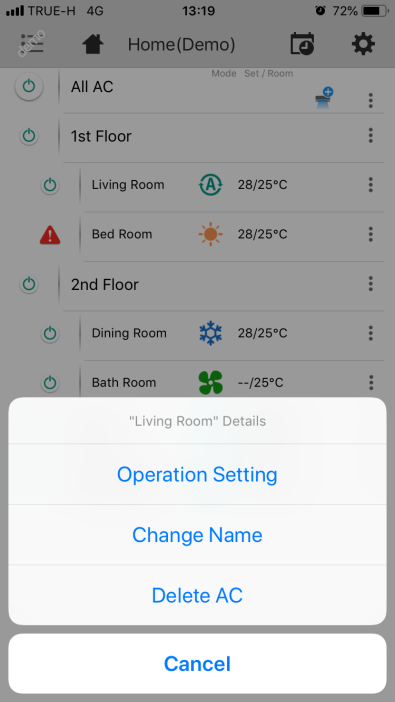 TRUE-H 4G 13:19 72%
Home(Demo)
Mode Set / Room
All AC
1st Floor
Living Room A 28/25°C
Bed Room 28/25°C
2nd Floor
Dining Room 28/25°C
Bath Room --/25°C
"Living Room" Details
Operation Setting
Change Name
Delete AC
Cancel